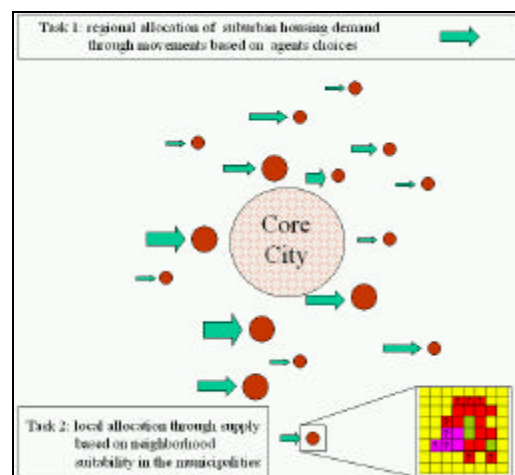 Task 1: regional allocation of suburban housing demand
through movements based on agents choices
Core
City
Task 2: local allocation through supply
based on neighborhood
suitability in the municipalities